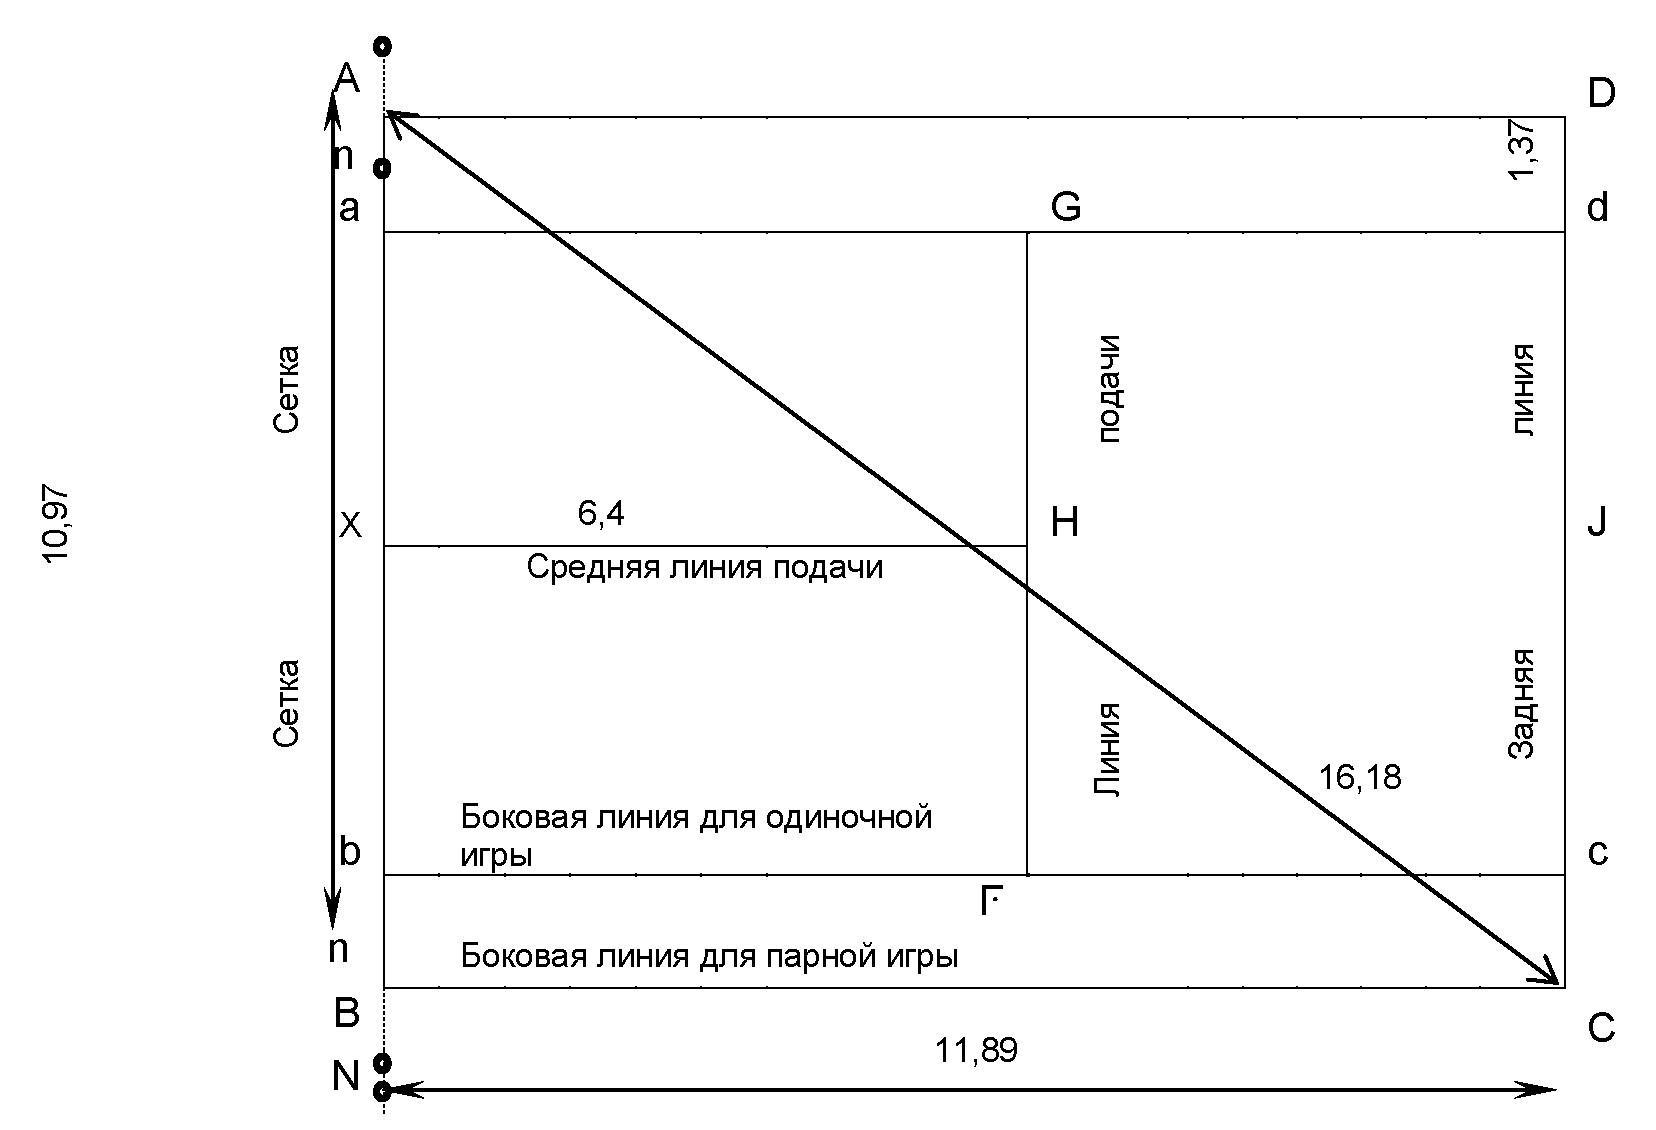 A
D
n
1,37
a
G
d
Сетка
подачи
линия
10,97
X
6,4
H
J
Средняя линия подачи
Сетка
Линия
Задняя
16,18
Боковая линия для одиночной
игры
b
c
F
n
Боковая линия для парной игры
B
C
11,89
N